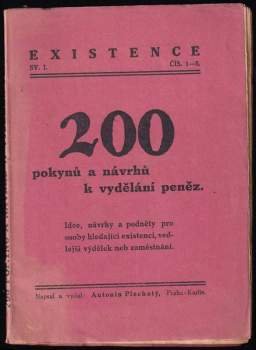 EXISTENCE
SV. I. ČÍS. 1—8.
200
pokynů a návrhů
k vydělání peněz.
Idee, návrhy a podněty pro
osoby hledající existenci, ved-
lejší výdělek neb zaměstnání.
Napsal a vydal: Antonín Plechatý, Praha-Karlín.